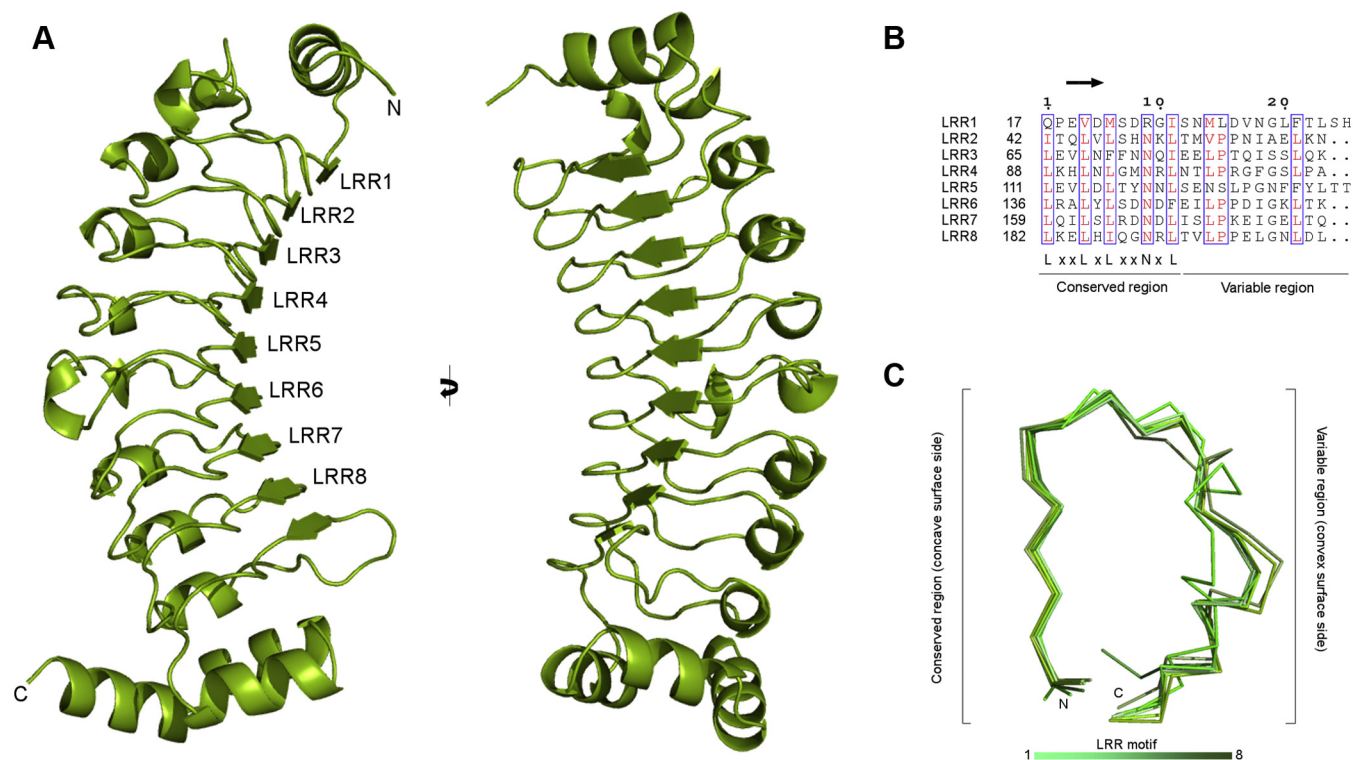 A
N
LRR1
LRR2
LRR3
LRR4
LRR5
LRR6
LRR7
LRR8
C
B
1 10 20
LRR1 17 QPEVDMSDRGISNMLDVNGLFTLSH
LRR2 42 ITQLVLSHNKLTMVPPNIAELKN..
LRR3 65 LEVLNFFNNQIEELPTQISSLQK..
LRR4 88 LKHLNLGMNRLNTLPRGFGSLPA..
LRR5 111 LEVLDLTYNNLSENSLPGNFFYLTT
LRR6 136 LRALYLSDNDFEILPPDIGKLTK..
LRR7 159 LQILSLRDNDLISLPKEIGELTQ..
LRR8 182 LKELHIQGNRLTVLPPELGNLDL..
L xxLxL xxNx L
Conserved region Variable region
C
Conserved region (concave surface side)
Variable region (convex surface side)
N
C
LRR motif
1 8